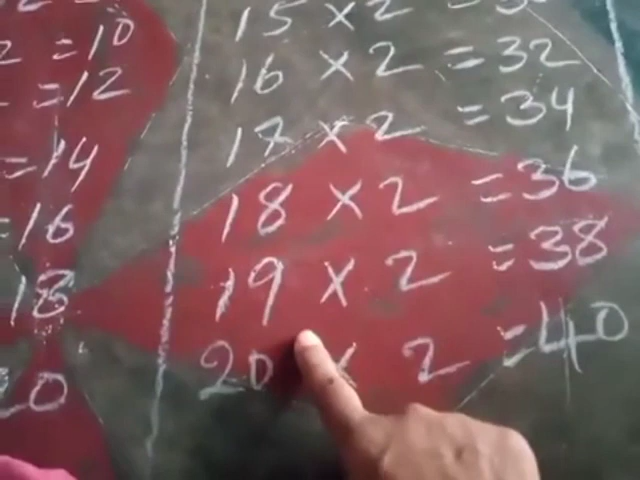 =10
=12
=14
=16
18
20
15 x 2 =
16 x 2 = 32
17 x 2 = 34
18 x 2 = 36
19 x 2 = 38
20 x 2 = 40